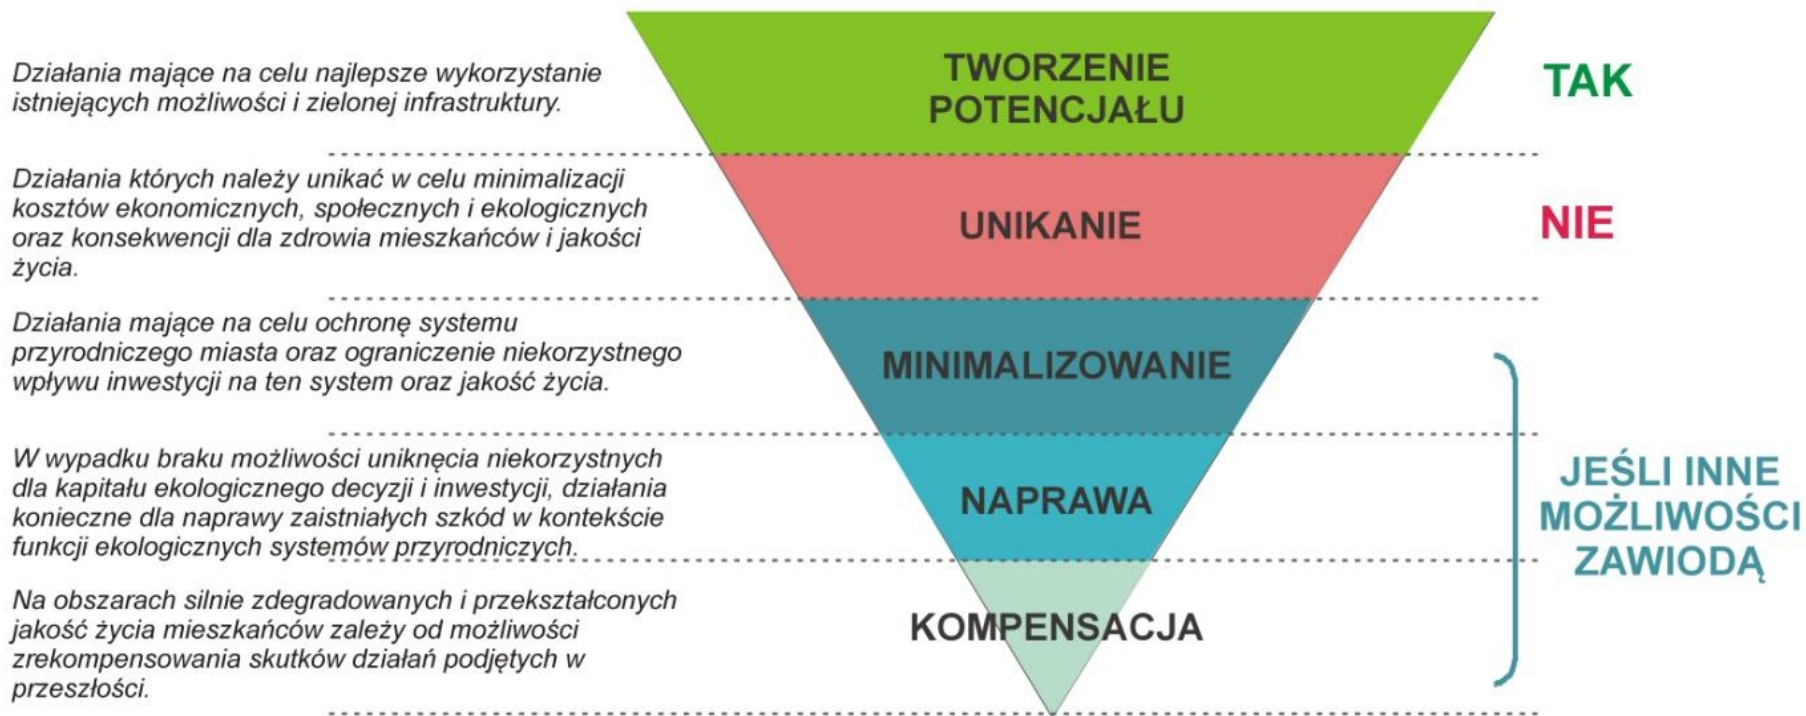 Działania mające na celu najlepsze wykorzystanie
istniejących możliwości i zielonej infrastruktury.
TWORZENIE
POTENCJAŁU
TAK
Działania których należy unikać w celu minimalizacji
kosztów ekonomicznych, społecznych i ekologicznych
oraz konsekwencji dla zdrowia mieszkańców i jakości
życia.
UNIKANIE
NIE
Działania mające na celu ochronę systemu
przyrodniczego miasta oraz ograniczenie niekorzystnego
wpływu inwestycji na ten system oraz jakość życia.
MINIMALIZOWANIE
W wypadku braku możliwości uniknięcia niekorzystnych
dla kapitału ekologicznego decyzji i inwestycji, działania
konieczne dla naprawy zaistniałych szkód w kontekście
funkcji ekologicznych systemów przyrodniczych.
NAPRAWA
Na obszarach silnie zdegradowanych i przekształconych
jakość życia mieszkańców zależy od możliwości
zrekompensowania skutków działań podjętych w
przeszłości.
KOMPENSACJA
JEŚLI INNE
MOŻLIWOŚCI
ZAWIODĄ